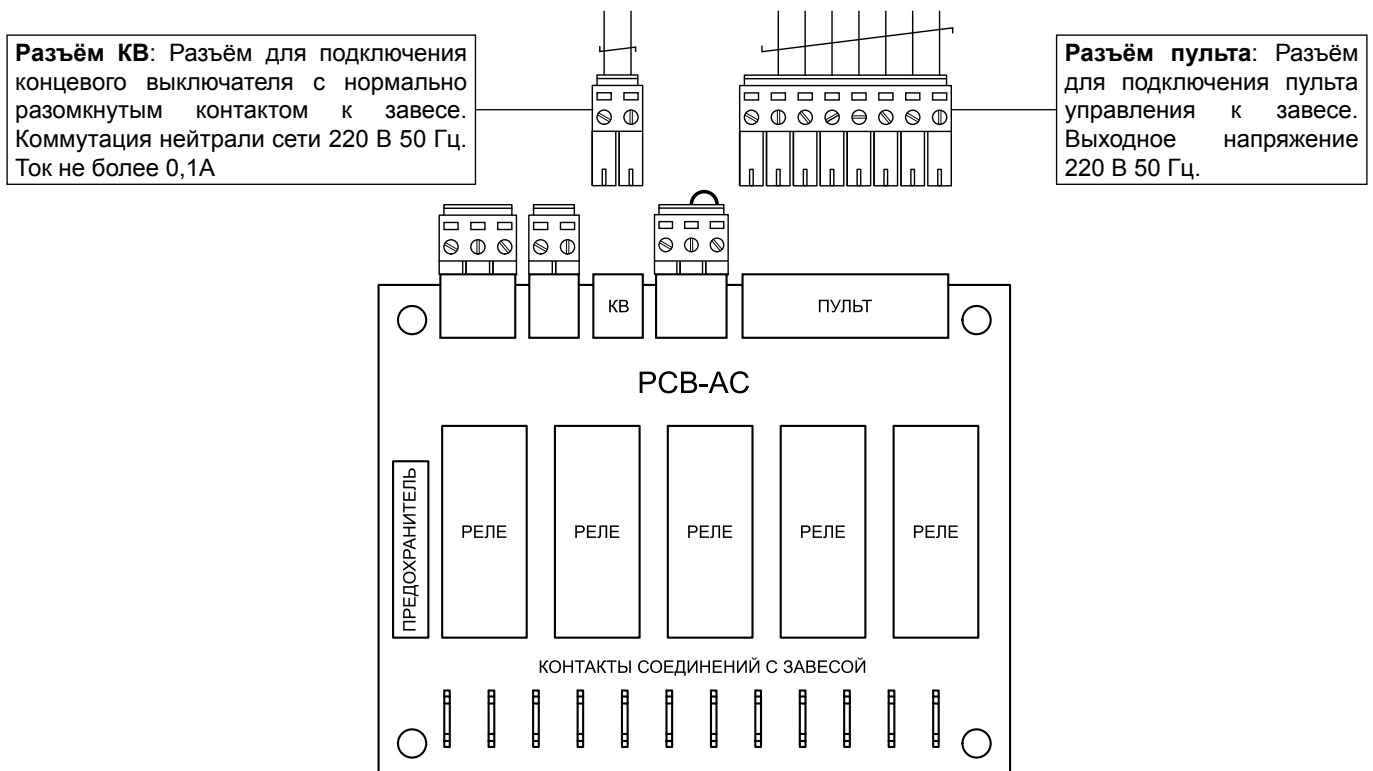 Разъём КВ: Разъём для подключения
концевого выключателя с нормально
разомкнутым контактом к завесе.
Коммутация нейтрали сети 220 В 50 Гц.
Ток не более 0,1А
Разъём пульта: Разъём
для подключения пульта
управления к завесе.
Выходное напряжение
220 В 50 Гц.
КВ
ПУЛЬТ
PCB-AC
ПРЕДОХРАНИТЕЛЬ
РЕЛЕ
РЕЛЕ
РЕЛЕ
РЕЛЕ
РЕЛЕ
КОНТАКТЫ СОЕДИНЕНИЙ С ЗАВЕСОЙ